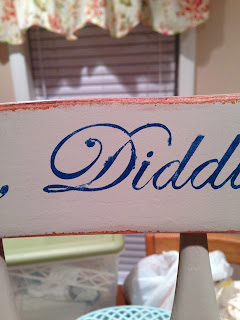 , Diddl